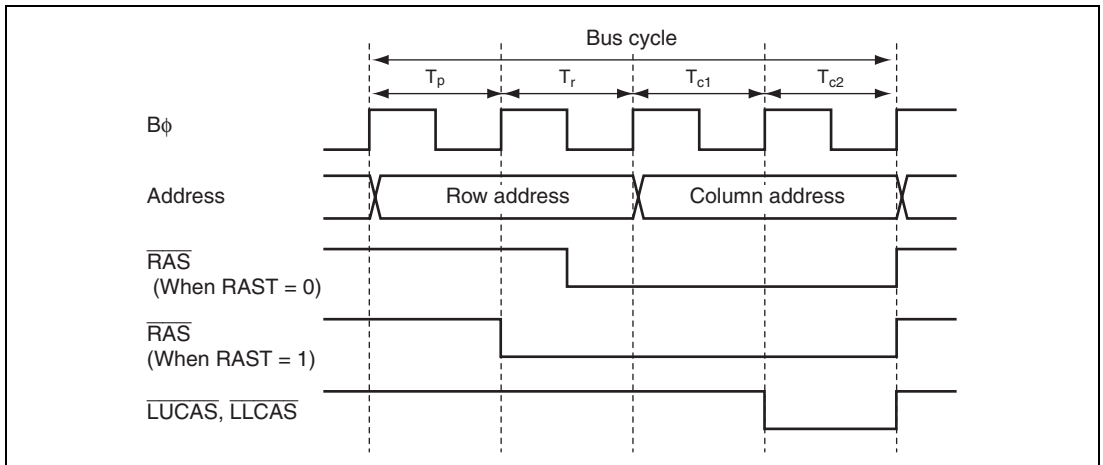 Bus cycle
Tp Tr Tc1 Tc2
Bφ
Address Row address Column address
RAS
(When RAST = 0)
RAS
(When RAST = 1)
LUCAS, LLCAS